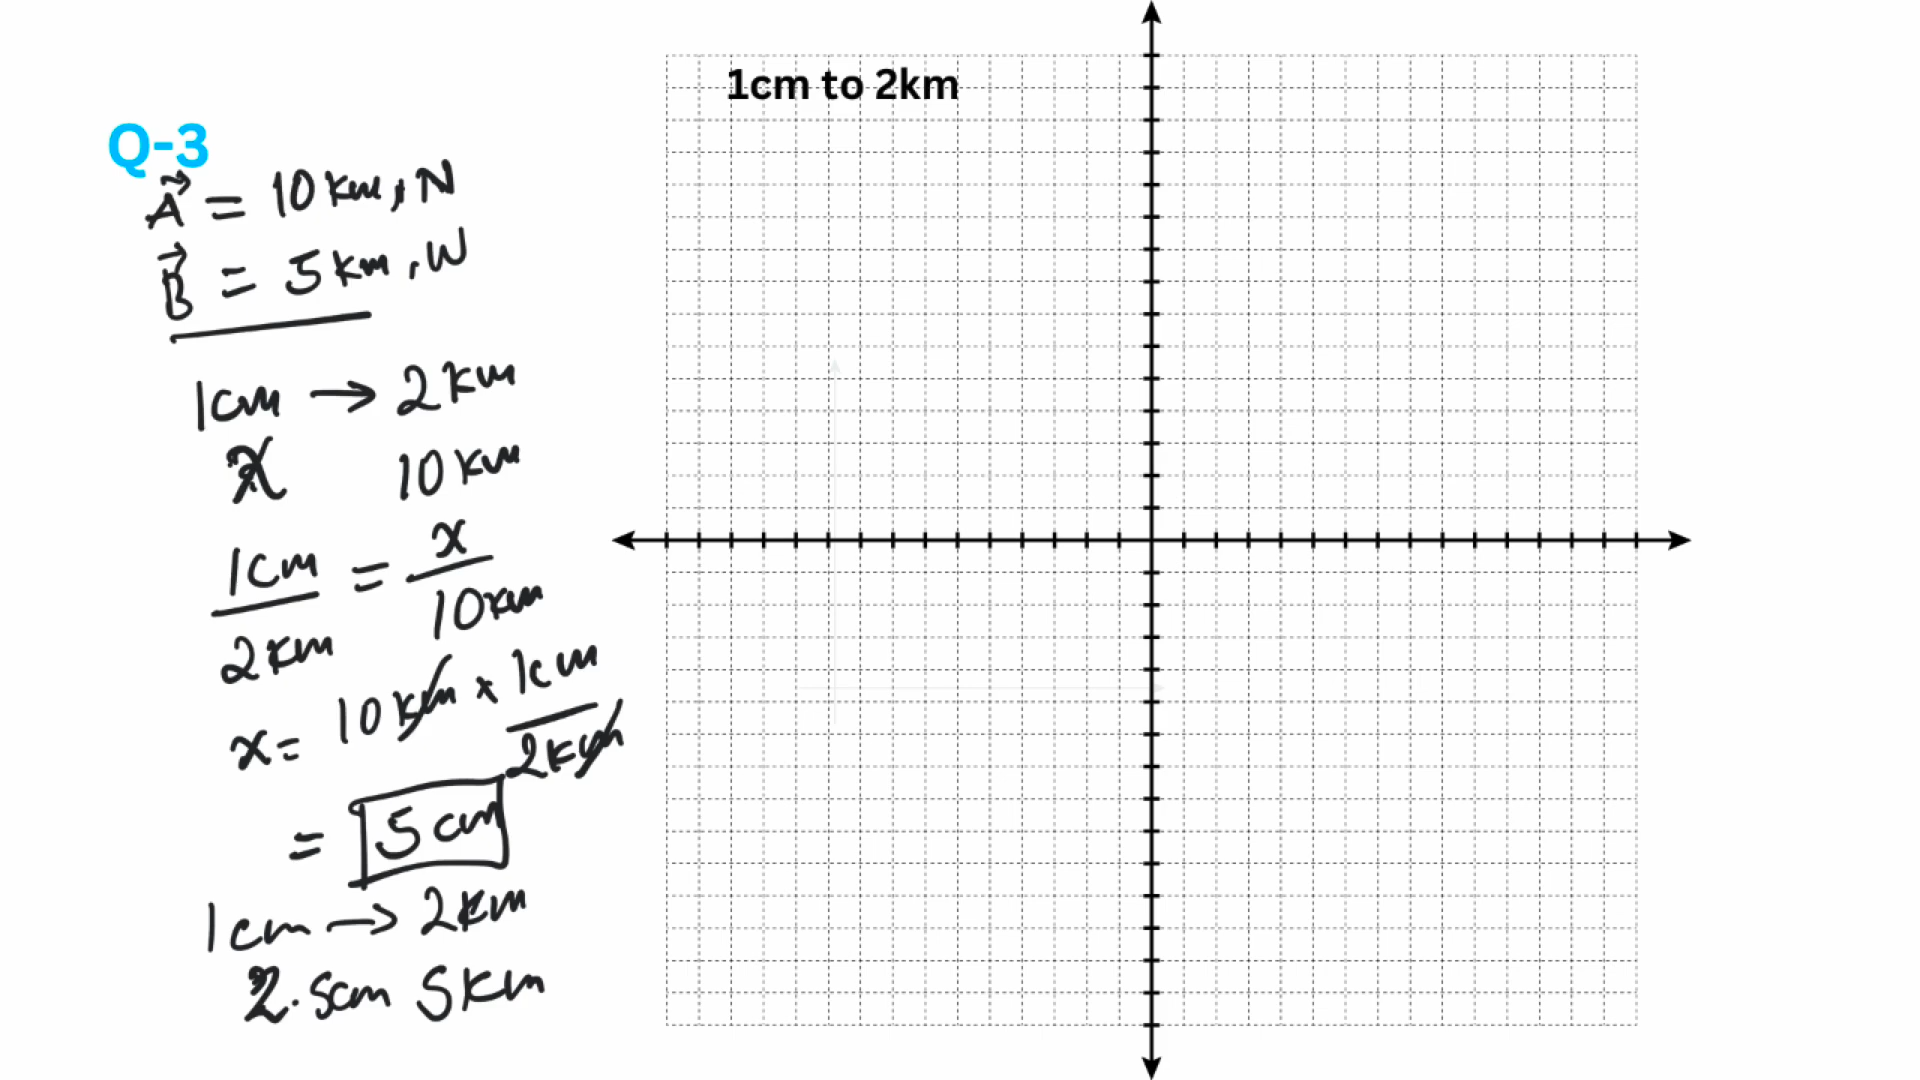 1cm to 2km
Q-3
A⃗ = 10 km, N
B⃗ = 5 km, W
1cm → 2 km
x 10 km
1cm = x
2km 10km
x = 10 km × 1cm
2km
= 5 cm
1cm → 2km
2.5cm 5km